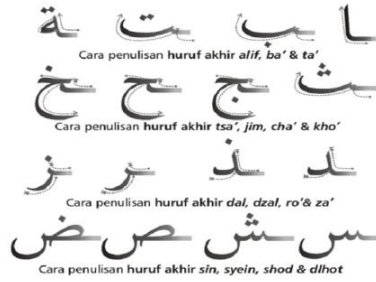 ـا ـب ـت ـة
Cara penulisan huruf akhir alif, ba' & ta'
ـث ـج ـح ـخ
Cara penulisan huruf akhir tsa', jim, cha' & kho'
ـد ـذ ـر ـز
Cara penulisan huruf akhir dal, dzal, ro'& za'
ـس ـش ـص ـض
Cara penulisan huruf akhir sin, syein, shod & dlhot